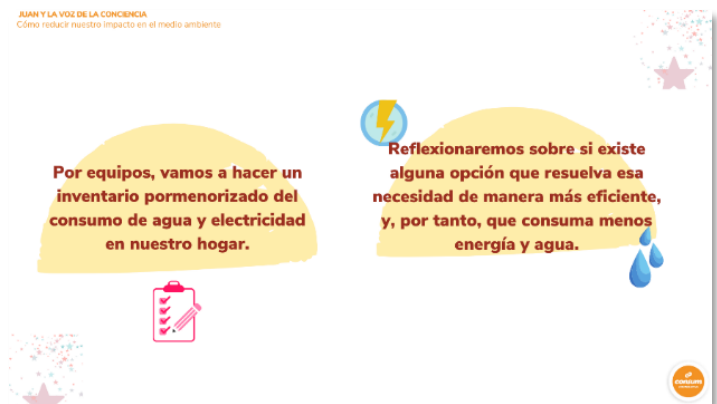 JUAN Y LA VOZ DE LA CONCIENCIA
Cómo reducir nuestro impacto en el medio ambiente
Por equipos, vamos a hacer un
inventario pormenorizado del
consumo de agua y electricidad
en nuestro hogar.
Reflexionaremos sobre si existe
alguna opción que resuelva esa
necesidad de manera más eficiente,
y, por tanto, que consuma menos
energía y agua.
consum